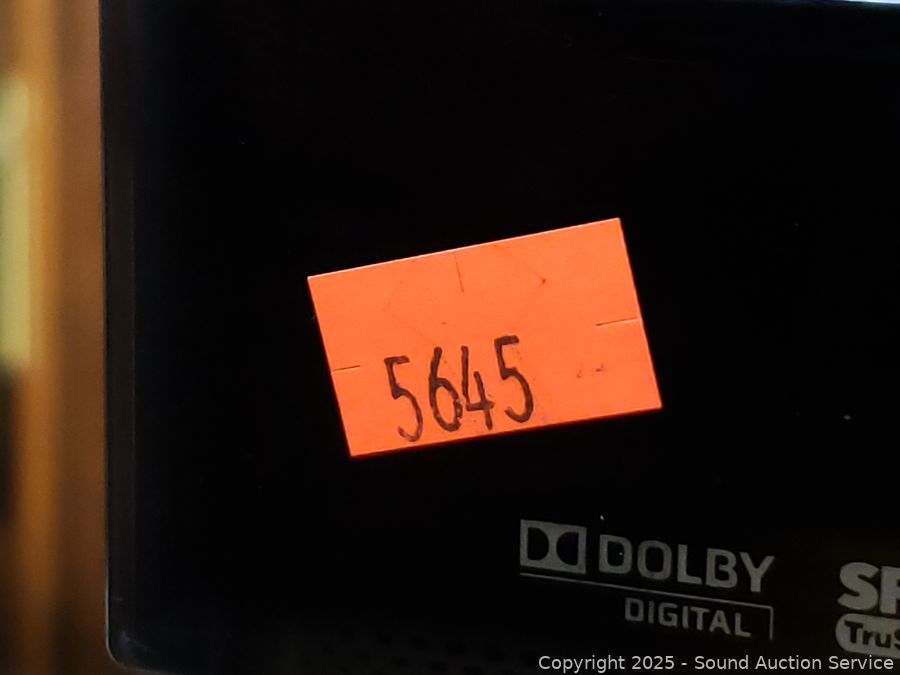 5645
DOLBY
DIGITAL
Copyright 2025 - Sound Auction Service